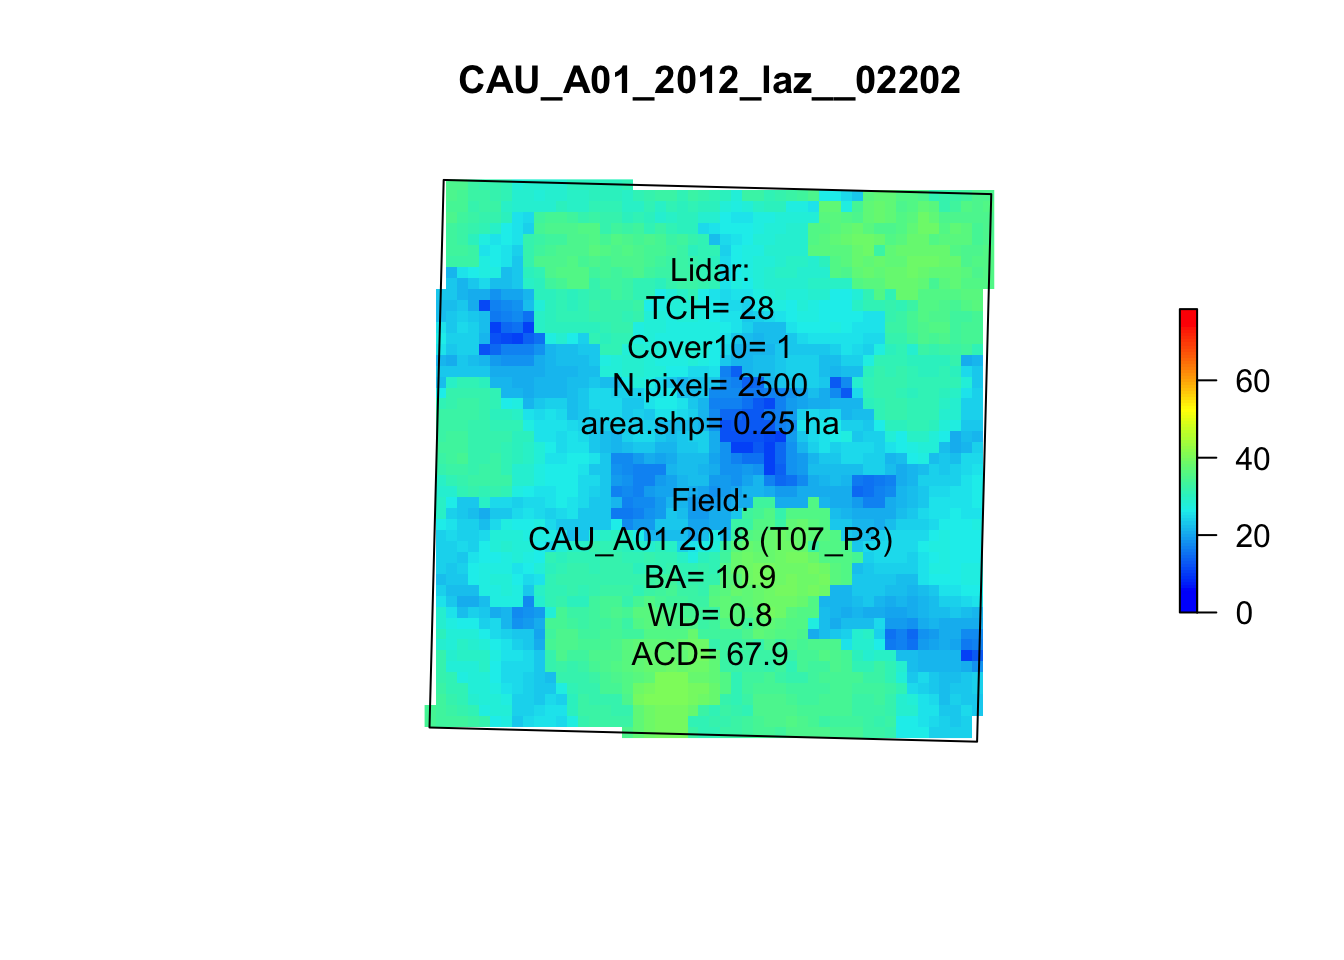 CAU_A01_2012_laz__02202
Lidar:
TCH= 28
Cover10= 1
N.pixel= 2500
area.shp= 0.25 ha
Field:
CAU_A01 2018 (T07_P3)
BA= 10.9
WD= 0.8
ACD= 67.9
60
40
20
0